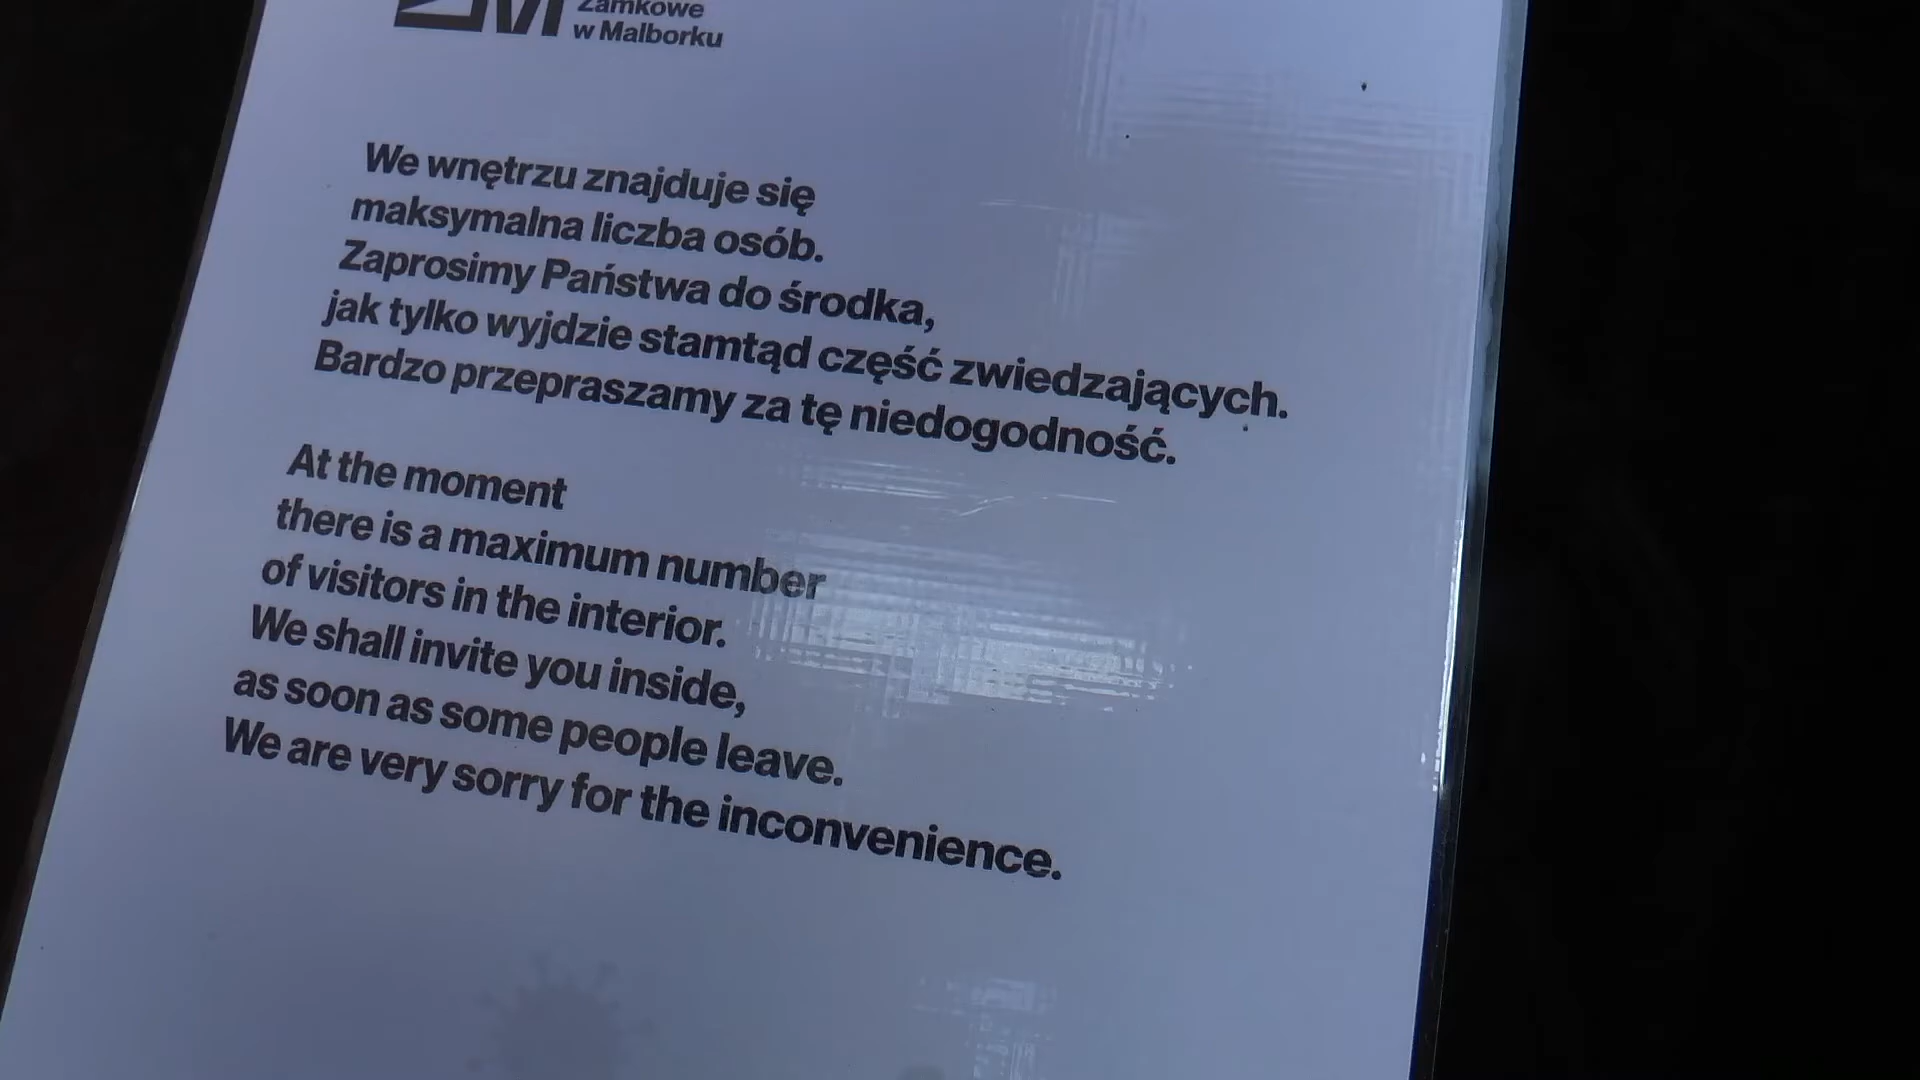 Zamkowe
w Malborku
We wnętrzu znajduje się
maksymalna liczba osób.
Zaprosimy Państwa do środka,
jak tylko wyjdzie stamtąd część zwiedzających.
Bardzo przepraszamy za tę niedogodność.
At the moment
there is a maximum number
of visitors in the interior.
We shall invite you inside,
as soon as some people leave.
We are very sorry for the inconvenience.